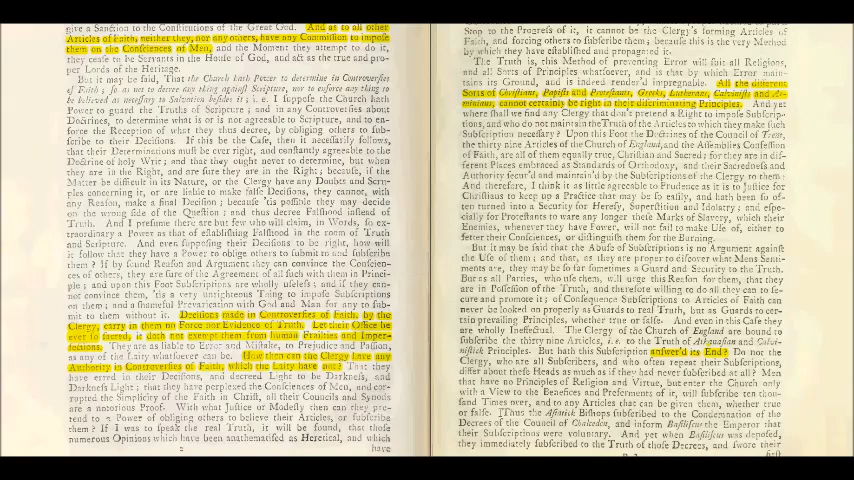 give a Sanction to the Constitutions of the Great God. And as to all other
Articles of Faith, neither they, nor any others, have any Commission to impose
them on the Consciences of Men, and the Moment they attempt to do it,
they cease to be Servants in the House of God, and act as the true and pro-
per Lords of the Heritage.
But it may be said, That the Church hath Power to determine in Controversies
of Faith; so as not to decree any thing against Scripture, nor to enforce any thing to
be believed as necessary to Salvation besides it; i. e. I suppose the Church hath
Power to guard the Truths of Scripture; and in any Controversies about
Doctrines, to determine what is or is not agreeable to Scripture, and to en-
force the Reception of what they thus decree, by obliging others to sub-
scribe to their Decisions. If this be the Case, then it necessarily follows,
that their Determinations must be ever right, and constantly agreeable to the
Doctrine of holy Writ; and that they ought never to determine, but when
they are in the Right, and are sure they are in the Right; because, if the
Matter be difficult in its Nature, or the Clergy have any Doubts and Scru-
ples concerning it, or are liable to make false Decisions, they cannot, with
any Reason, make a final Decision; because 'tis possible they may decide
on the wrong side of the Question; and thus decree Falshood instead of
Truth. And I presume there are but few who will claim, in Words, so ex-
traordinary a Power as that of establishing Falshood in the room of Truth
and Scripture. And even supposing their Decisions to be right, how will
it follow that they have a Power to oblige others to submit to and subscribe
them? If by sound Reason and Argument they can convince the Consci-
ences of others, they are sure of the Agreement of all such with them in Princi-
ple; and upon this Foot Subscriptions are wholly useless; and if they can-
not convince them, 'tis a very unrighteous Thing to impose Subscriptions
on them; and a shameful Prevarication with God and Man for any to sub-
mit to them without it. Decisions made in Controversies of Faith, by the
Clergy, carry in them no Force nor Evidence of Truth. Let their Office be
ever so sacred, it doth not exempt them from human Frailties and Imper-
fections. They are as liable to Error and Mistake, to Prejudice and Passion,
as any of the Laity whatsoever can be. How then can the Clergy have any
Authority in Controversies of Faith, which the Laity have not? That they
have erred in their Decisions, and decreed Light to be Darkness, and
Darkness Light; that they have perplexed the Consciences of Men, and cor-
rupted the Simplicity of the Faith in Christ, all their Councils and Synods
are a notorious Proof. With what Justice or Modesty then can they pre-
tend to a Power of obliging others to believe their Articles, or subscribe
them? If I was to speak the real Truth, it will be found, that those
numerous Opinions which have been anathematised as Heretical, and which
2 have
Stop to the Progress of it, it cannot be the Clergy's forming Articles of
Faith, and forcing others to subscribe them; because this is the very Method
by which they have established and propagated it.
The Truth is, this Method of preventing Error will suit all Religions,
and all Sorts of Principles whatsoever, and is that by which Error main-
tains its Ground, and is indeed render'd impregnable. All the different
Sorts of Christians, Papists and Protestants, Greeks, Lutherans, Calvinists and Ar-
minians, cannot certainly be right in their discriminating Principles. And yet
where shall we find any Clergy that don't pretend a Right to impose Subscrip-
tions, and who do not maintain the Truth of the Articles to which they make such
Subscription necessary? Upon this Foot the Doctrines of the Council of Trent,
the thirty nine Articles of the Church of England, and the Assemblies Confession
of Faith, are all of them equally true, Christian and Sacred; for they are in dif-
ferent Places embraced as Standards of Orthodoxy, and their Sacredness and
Authority secur'd and maintain'd by the Subscriptions of the Clergy to them;
And therefore, I think it as little agreeable to Prudence as it is to Justice for
Christians to keep up a Practice that may be so easily, and hath been so of-
ten turned into a Security for Heresy, Superstition and Idolatry; and espe-
cially for Protestants to ware any longer these Marks of Slavery, which their
Enemies, whenever they have Power, will not fail to make Use of, either to
fetter their Consciences, or distinguish them for the Burning.
But it may be said that the Abuse of Subscriptions is no Argument against
the Use of them; and that, as they are proper to discover what Mens Senti-
ments are, they may be so far sometimes a Guard and Security to the Truth.
But as all Parties, who use them, will urge this Reason for them, that they
are in Possession of the Truth, and therefore willing to do all they can to se-
cure and promote it; of Consequence Subscriptions to Articles of Faith can
never be looked on properly as Guards to real Truth, but as Guards to cer-
tain prevailing Principles, whether true or false. And even in this Case they
are wholly Ineffectual. The Clergy of the Church of England are bound to
subscribe the thirty nine Articles, i. e. to the Truth of Athanasian and Calvi-
nistick Principles. But hath this Subscription answer'd its End? Do not the
Clergy, who are all Subscribers, and who often repeat their Subscriptions,
differ about these Heads as much as if they had never subscribed at all? Men
that have no Principles of Religion and Virtue, but enter the Church only
with a View to the Benefices and Preferments of it, will subscribe ten thou-
sand Times over, and to any Articles that can be given them, whether true
or false. Thus the Asiatick Bishops subscribed to the Condemnation of the
Decrees of the Council of Chalcedon, and inform Basiliscus the Emperor that
their Subscriptions were voluntary. And yet when Basiliscus was deposed,
they immediately subscribed to the Truth of those Decrees, and swore their
first